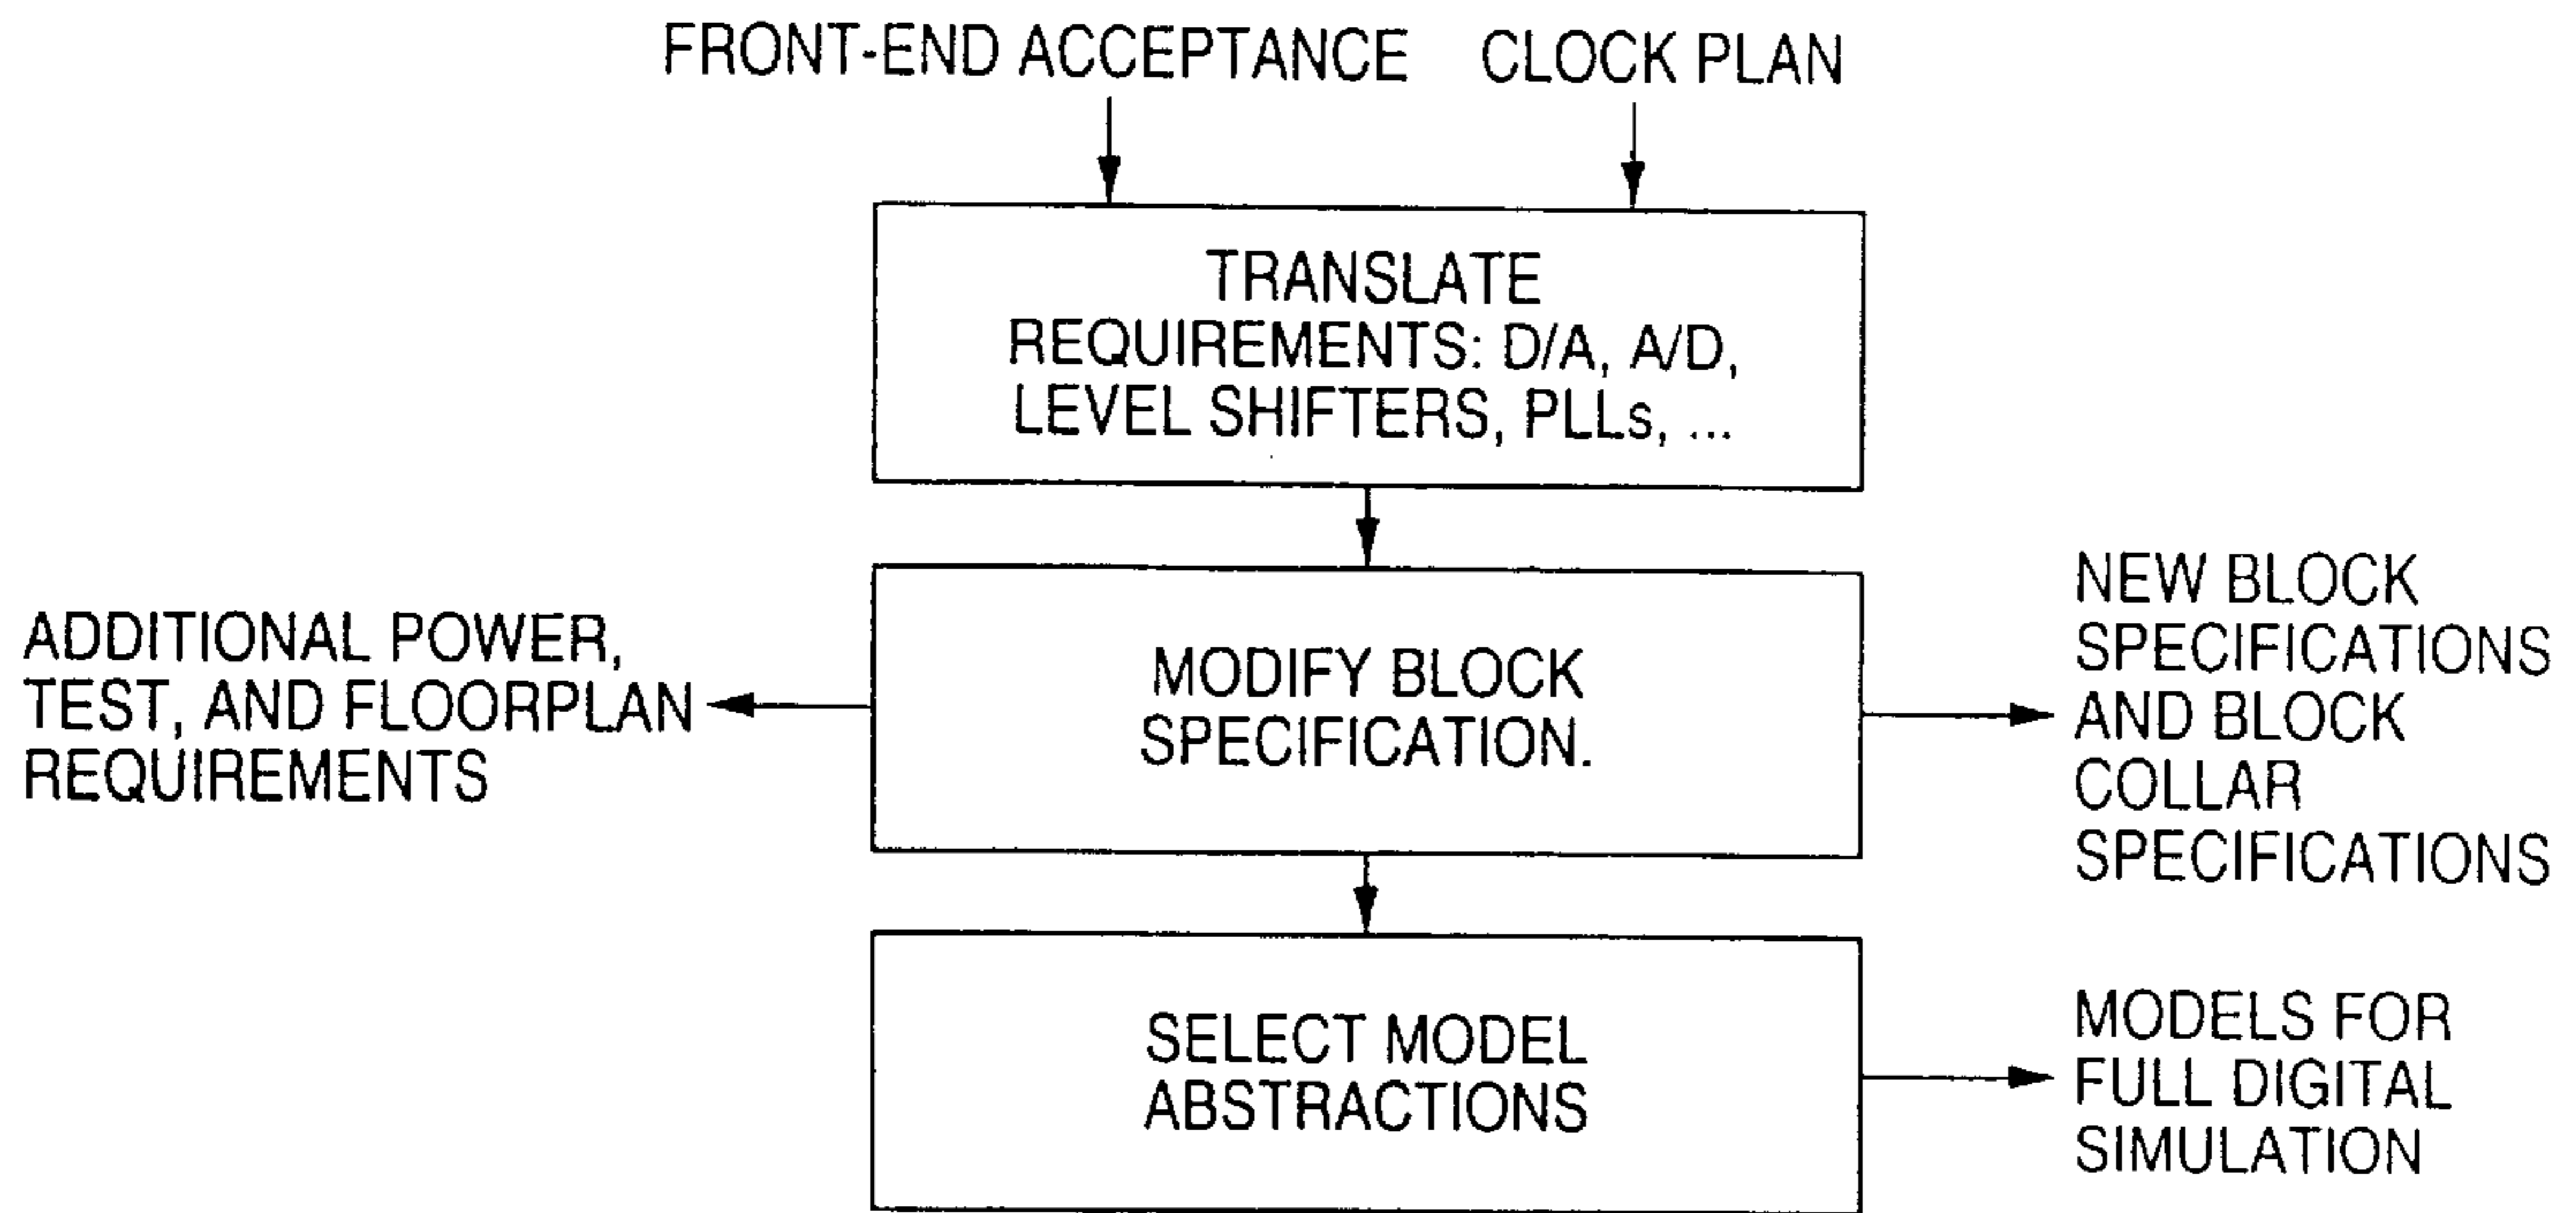 FRONT-END ACCEPTANCE
CLOCK PLAN
TRANSLATE
REQUIREMENTS: D/A, A/D,
LEVEL SHIFTERS, PLLs, ...
MODIFY BLOCK
SPECIFICATION.
ADDITIONAL POWER,
TEST, AND FLOORPLAN
REQUIREMENTS
NEW BLOCK
SPECIFICATIONS
AND BLOCK
COLLAR
SPECIFICATIONS
SELECT MODEL
ABSTRACTIONS
MODELS FOR
FULL DIGITAL
SIMULATION